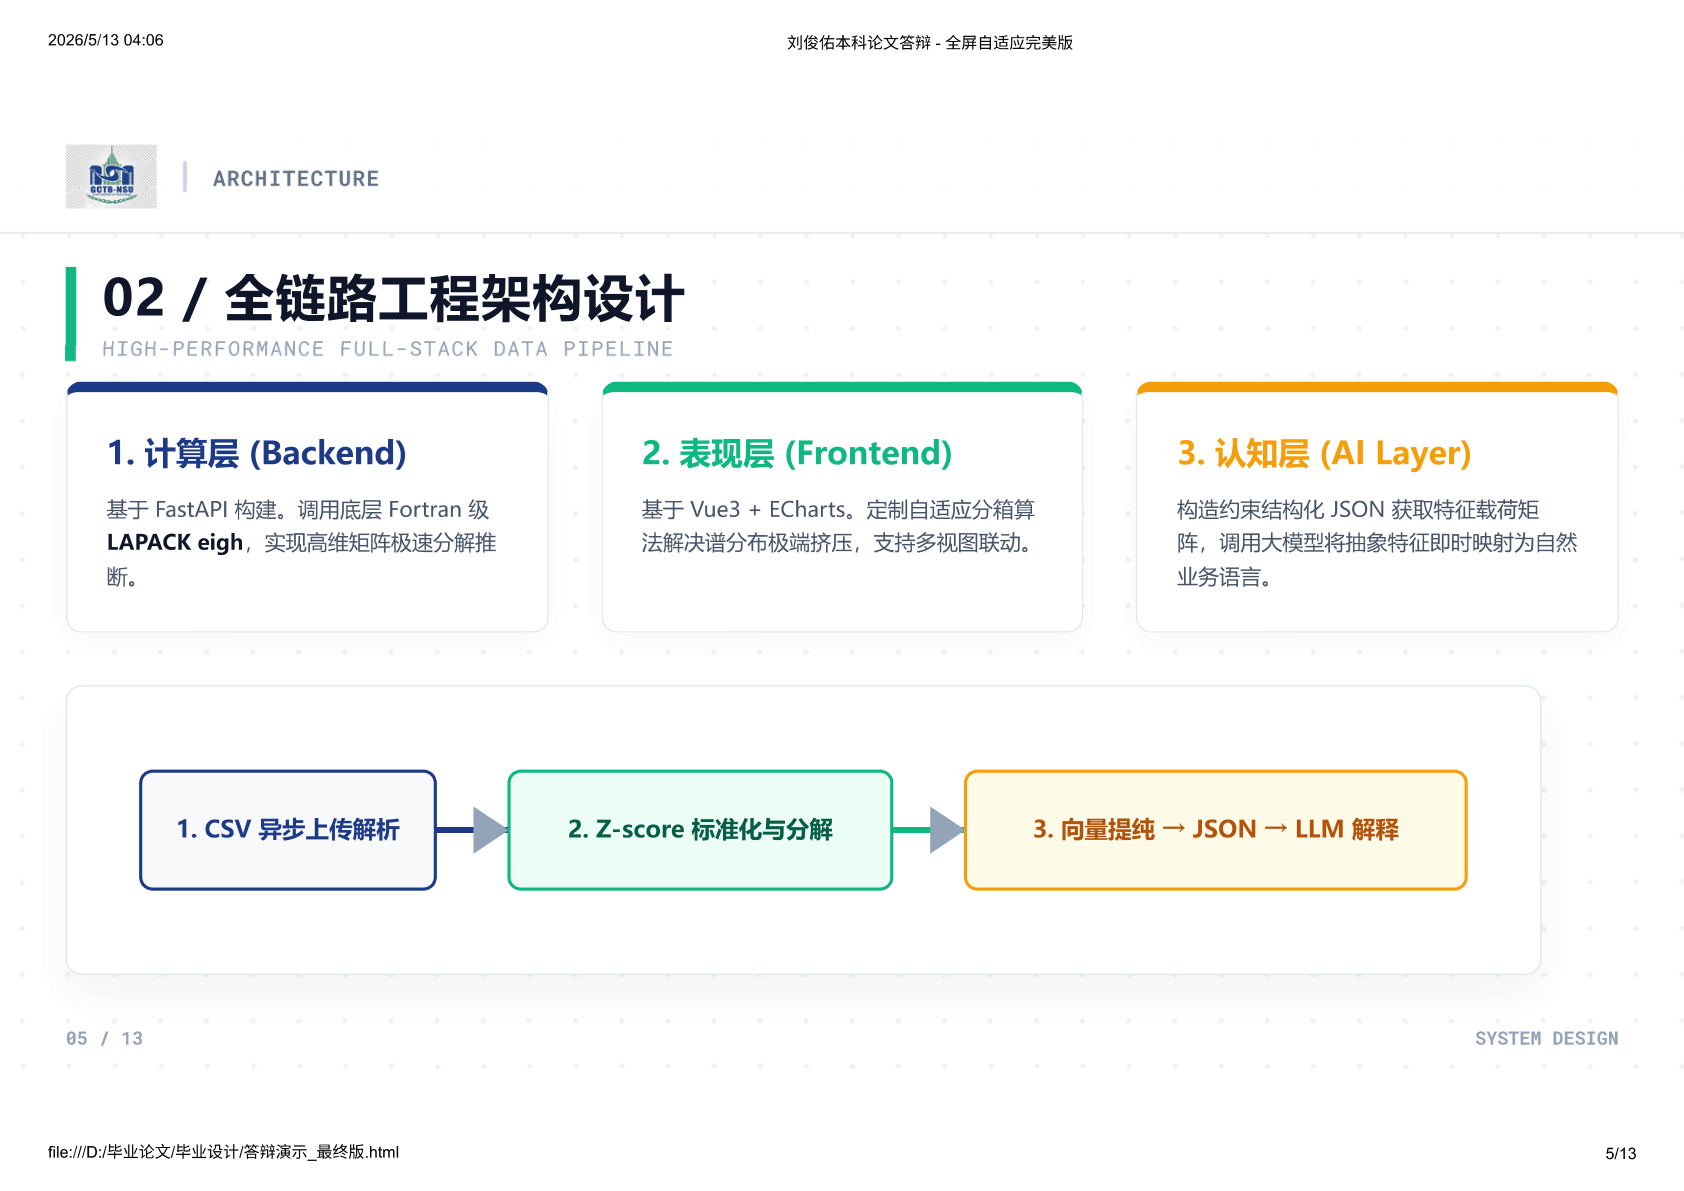 2026/5/13 04:06
刘俊佑本科论文答辩 - 全屏自适应完美版
GCTB-NSU
ARCHITECTURE
02 / 全链路工程架构设计
HIGH-PERFORMANCE FULL-STACK DATA PIPELINE
1. 计算层 (Backend)
基于 FastAPI 构建。调用底层 Fortran 级
LAPACK eigh，实现高维矩阵极速分解推
断。
2. 表现层 (Frontend)
基于 Vue3 + ECharts。定制自适应分箱算
法解决谱分布极端挤压，支持多视图联动。
3. 认知层 (AI Layer)
构造约束结构化 JSON 获取特征载荷矩
阵，调用大模型将抽象特征即时映射为自然
业务语言。
1. CSV 异步上传解析
2. Z-score 标准化与分解
3. 向量提纯 → JSON → LLM 解释
05 / 13
SYSTEM DESIGN
file:///D:/毕业论文/毕业设计/答辩演示_最终版.html
5/13